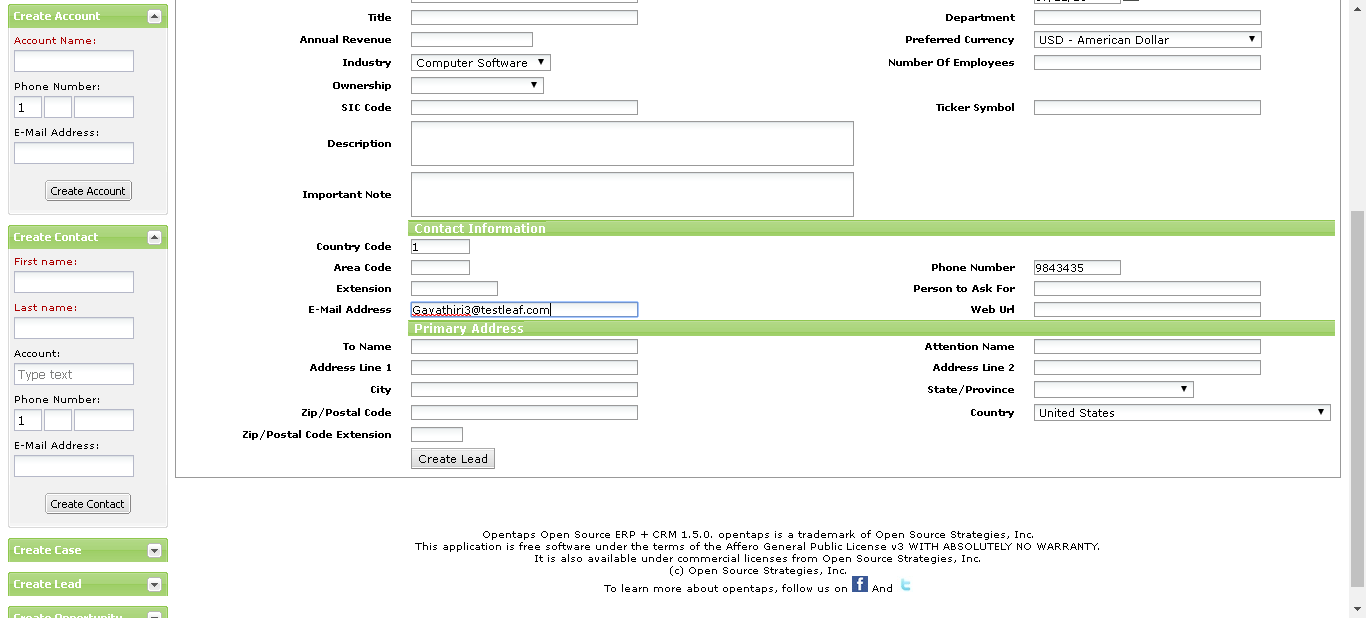 Create Account
Account Name:
Phone Number:
1
E-Mail Address:
Create Account
Create Contact
First name:
Last name:
Account:
Type text
Phone Number:
1
E-Mail Address:
Create Contact
Create Case
Create Lead
Create Opportunity
Title Department
Annual Revenue Preferred Currency USD - American Dollar
Industry Computer Software Number Of Employees
Ownership
SIC Code Ticker Symbol
Description
Important Note
Contact Information
Country Code 1
Area Code Phone Number 9843435
Extension Person to Ask For
E-Mail Address Gayathiri3@testleaf.com Web Url
Primary Address
To Name Attention Name
Address Line 1 Address Line 2
City State/Province
Zip/Postal Code Country United States
Zip/Postal Code Extension
Create Lead
Opentaps Open Source ERP + CRM 1.5.0. opentaps is a trademark of Open Source Strategies, Inc.
This application is free software under the terms of the Affero General Public License v3 WITH ABSOLUTELY NO WARRANTY.
It is also available under commercial licenses from Open Source Strategies, Inc.
(c) Open Source Strategies, Inc.
To learn more about opentaps, follow us on f And t